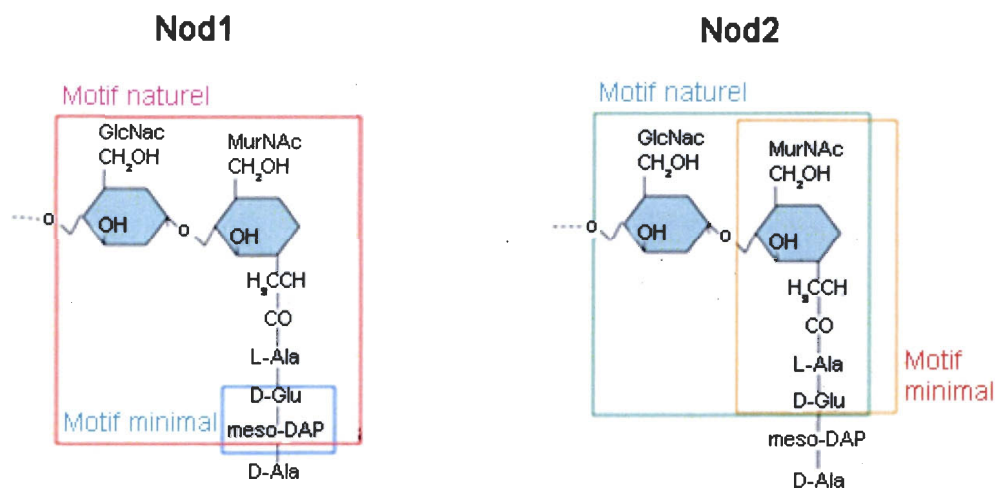 Nod1
Motif naturel
GlcNac
CH2OH
MurNAc
CH2OH
O
OH
O
OH
H3CCH
CO
L-Ala
D-Glu
Motif minimal
meso-DAP
D-Ala
Nod2
Motif naturel
GlcNac
CH2OH
MurNAc
CH2OH
O
OH
O
OH
H3CCH
CO
L-Ala
D-Glu
Motif
minimal
meso-DAP
D-Ala